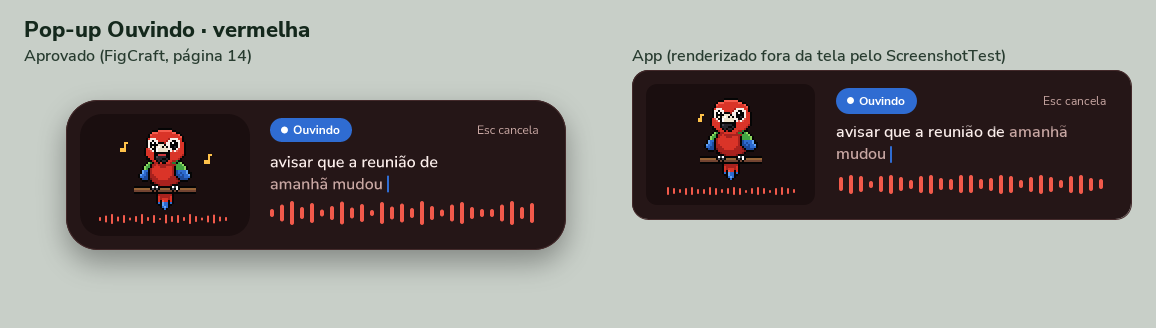 Pop-up Ouvindo · vermelha
Aprovado (FigCraft, página 14)
Ouvindo
Esc cancela
avisar que a reunião de
amanhã mudou
App (renderizado fora da tela pelo ScreenshotTest)
Ouvindo
Esc cancela
avisar que a reunião de amanhã
mudou